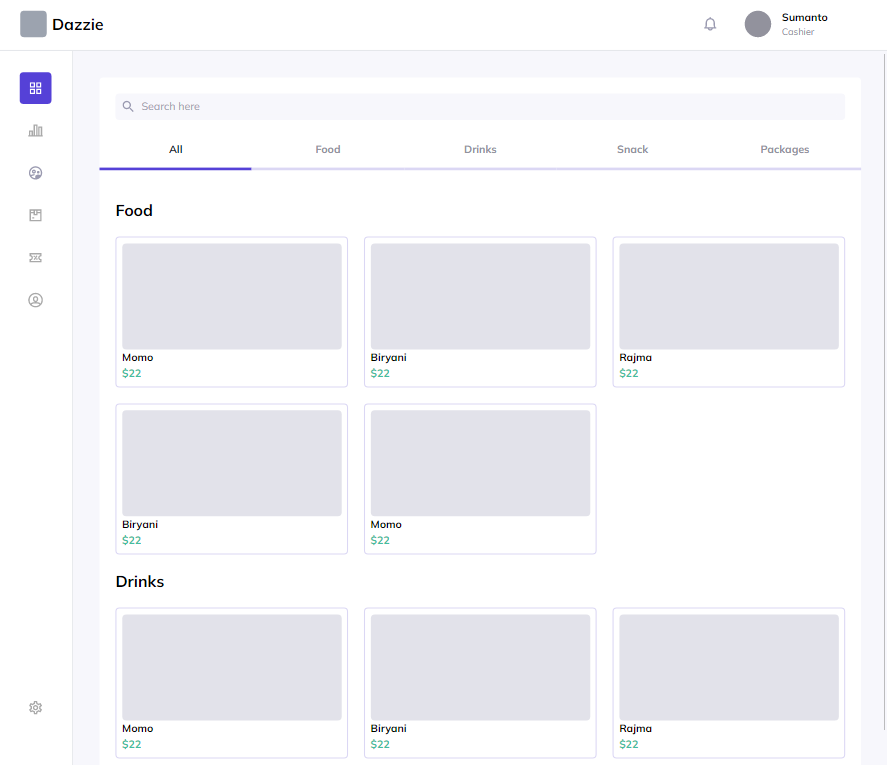 Dazzie
Sumanto
Cashier
Search here
All
Food
Drinks
Snack
Packages
Food
Momo
$22
Biryani
$22
Rajma
$22
Biryani
$22
Momo
$22
Drinks
Momo
$22
Biryani
$22
Rajma
$22